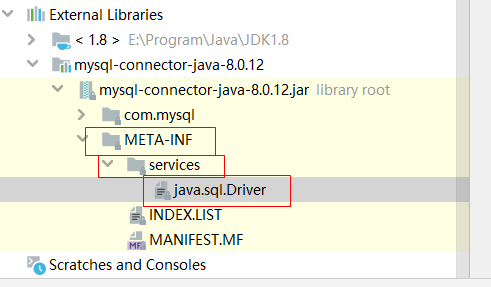 External Libraries
< 1.8 > E:\Program\Java\JDK1.8
mysql-connector-java-8.0.12
mysql-connector-java-8.0.12.jar library root
com.mysql
META-INF
services
java.sql.Driver
INDEX.LIST
MF MANIFEST.MF
Scratches and Consoles